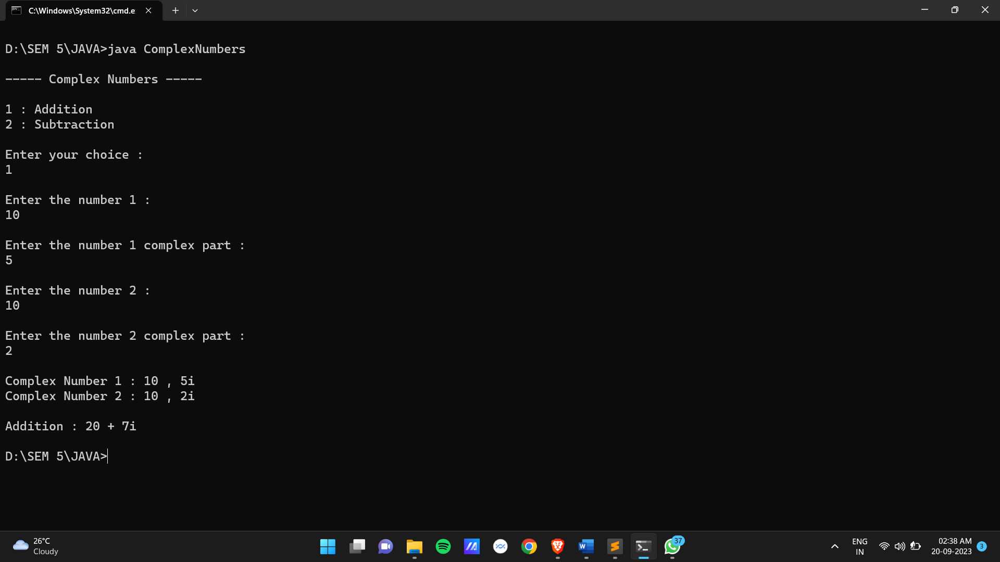 C:\Windows\System32\cmd.e
D:\SEM 5\JAVA>java ComplexNumbers
----- Complex Numbers -----
1 : Addition
2 : Subtraction
Enter your choice :
1
Enter the number 1 :
10
Enter the number 1 complex part :
5
Enter the number 2 :
10
Enter the number 2 complex part :
2
Complex Number 1 : 10 , 5i
Complex Number 2 : 10 , 2i
Addition : 20 + 7i
D:\SEM 5\JAVA>
26°C
Cloudy
W
37
ENG
IN
02:38 AM
20-09-2023
3